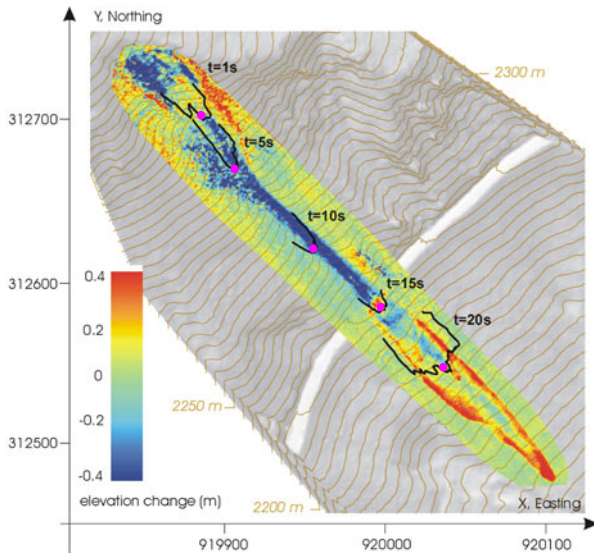 Y, Northing
2300 m
t=1s
312700
t=5s
t=10s
312600
0.4
t=15s
0.2
t=20s
0
2250 m
-0.2
312500
-0.4
elevation change (m)
2200 m
X, Easting
919900
920000
920100